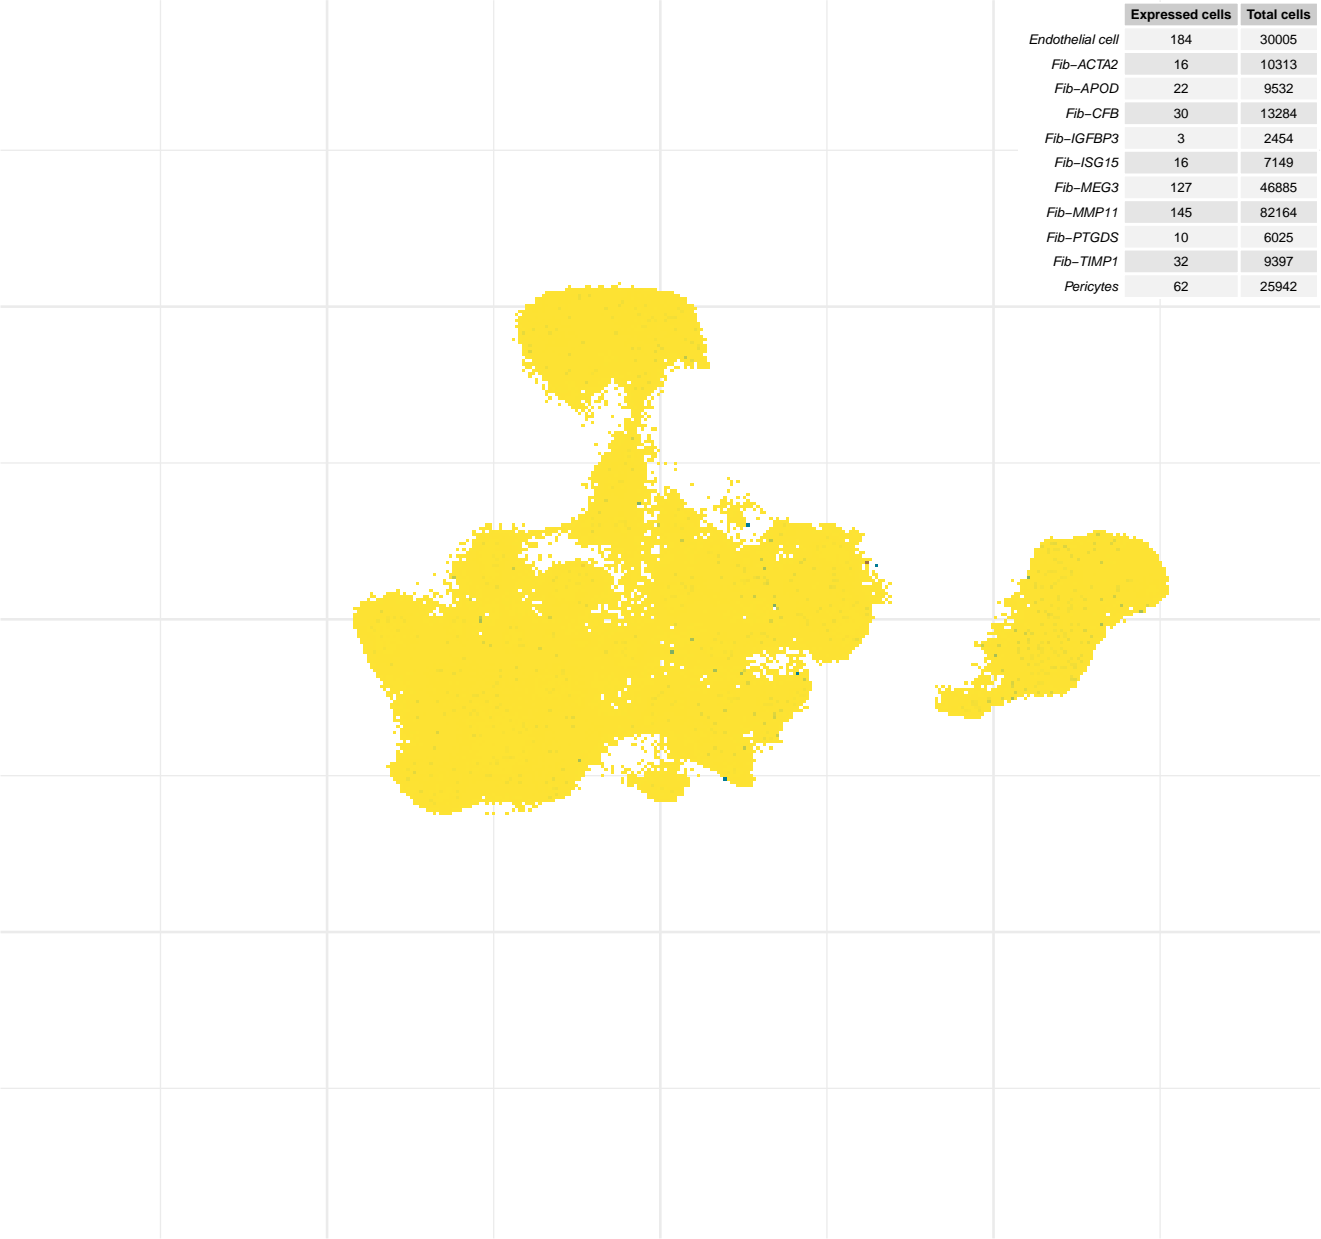 Expressed cells Total cells
Endothelial cell 184 30005
Fib−ACTA2 16 10313
Fib−APOD 22 9532
Fib−CFB 30 13284
Fib−IGFBP3 3 2454
Fib−ISG15 16 7149
Fib−MEG3 127 46885
Fib−MMP11 145 82164
Fib−PTGDS 10 6025
Fib−TIMP1 32 9397
Pericytes 62 25942